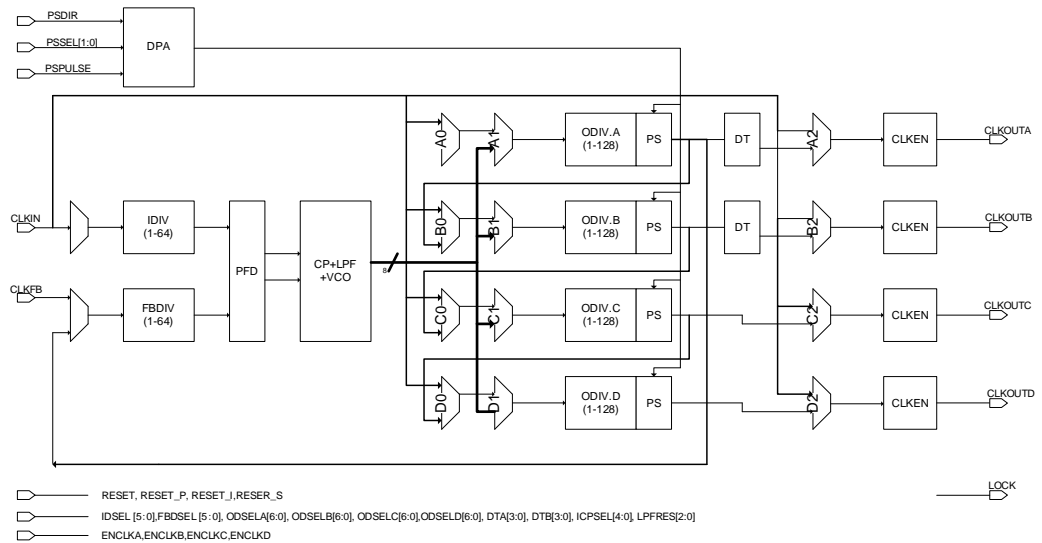 PSDIR
PSSEL[1:0]
PSPULSE
DPA
A0
A1
ODIV.A
(1-128)
PS
DT
A2
CLKEN
CLKOUTA
CLKIN
IDIV
(1-64)
B0
B1
ODIV.B
(1-128)
PS
DT
B2
CLKEN
CLKOUTB
PFD
CP+LPF
+VCO
8
CLKFB
FBDIV
(1-64)
C0
C1
ODIV.C
(1-128)
PS
C2
CLKEN
CLKOUTC
D0
D1
ODIV.D
(1-128)
PS
D2
CLKEN
CLKOUTD
LOCK
RESET, RESET_P, RESET_I,RESER_S
IDSEL [5:0],FBDSEL [5:0], ODSELA[6:0], ODSELB[6:0], ODSELC[6:0],ODSELD[6:0], DTA[3:0], DTB[3:0], ICPSEL[4:0], LPFRES[2:0]
ENCLKA,ENCLKB,ENCLKC,ENCLKD